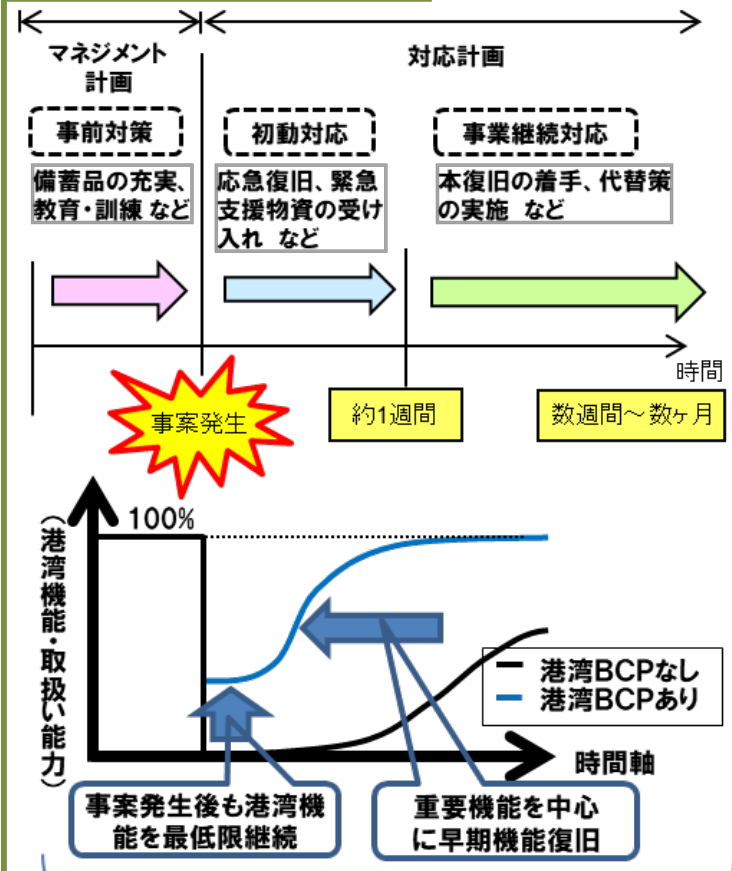 マネジメント
計画
対応計画
事前対策
初動対応
事業継続対応
備蓄品の充実、
教育・訓練 など
応急復旧、緊急
支援物資の受け
入れ など
本復旧の着手、代替策
の実施 など
時間
事案発生
約1週間
数週間～数ヶ月
100%
（港湾機能・取扱い能力）
港湾BCPなし
港湾BCPあり
時間軸
事案発生後も港湾機
能を最低限継続
重要機能を中心
に早期機能復旧